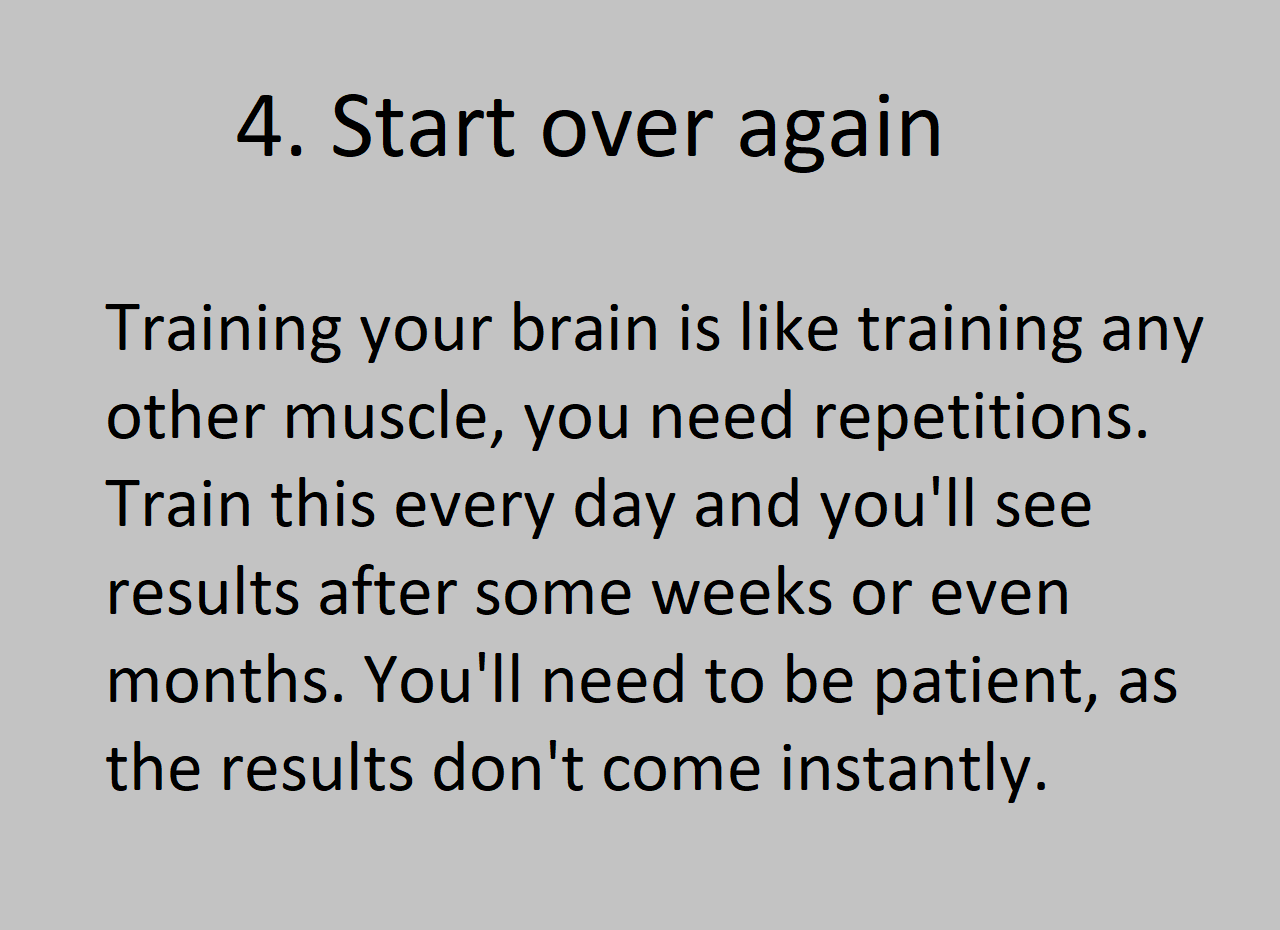 4. Start over again
Training your brain is like training any
other muscle, you need repetitions.
Train this every day and you'll see
results after some weeks or even
months. You'll need to be patient, as
the results don't come instantly.